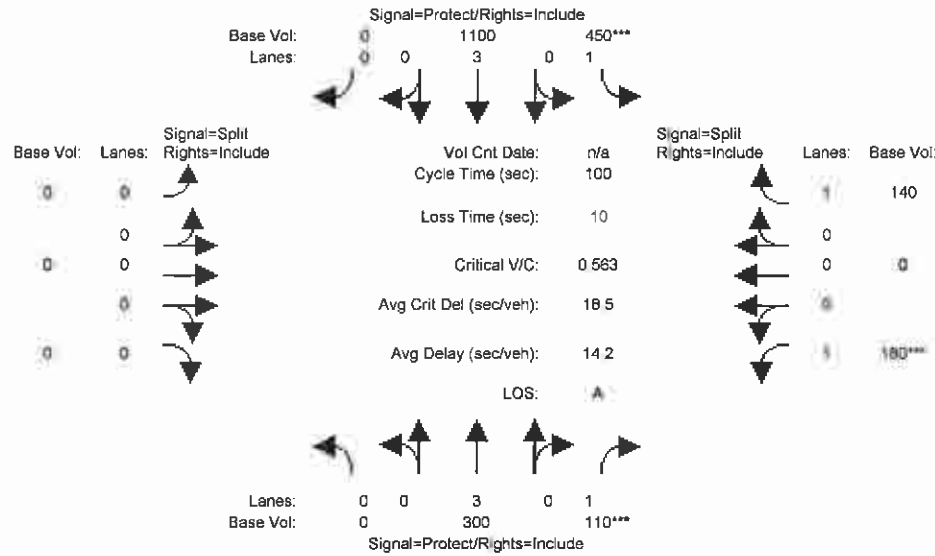 Signal=Protect/Rights=Include
Base Vol: 0 1100 450***
Lanes: 0 0 3 0 1
Signal=Split Signal=Split
Base Vol: Lanes: Rights=Include Vol Cnt Date: n/a Rights=Include Lanes: Base Vol:
Cycle Time (sec): 100
0 0 1 140
Loss Time (sec): 10
0 0
0 0 Critical V/C: 0.563 0 0
0 Avg Crit Del (sec/veh): 18.5 0
0 0 Avg Delay (sec/veh): 14.2 1 180***
LOS: A
Lanes: 0 0 3 0 1
Base Vol: 0 300 110***
Signal=Protect/Rights=Include